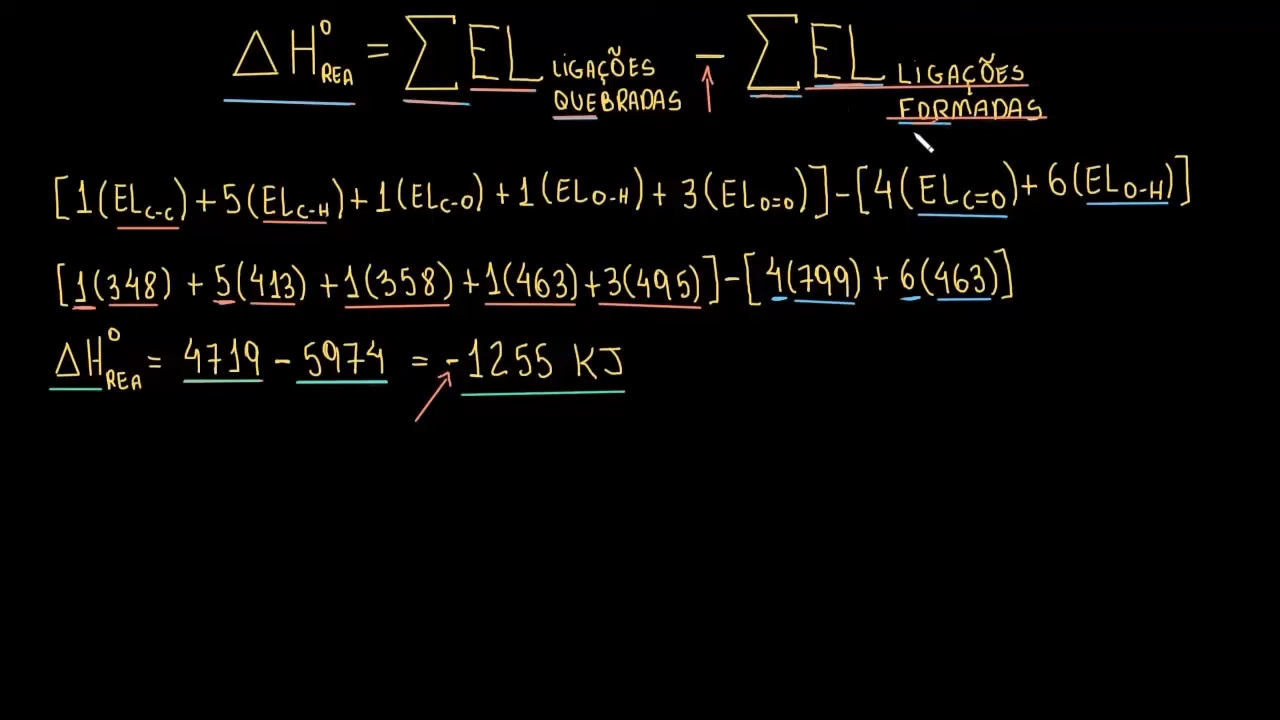 ΔH°REA = ΣEL LIGAÇÕES QUEBRADAS − ΣEL LIGAÇÕES FORMADAS
[1(ELC-C) + 5(ELC-H) + 1(ELC-O) + 1(ELO-H) + 3(ELO=O)] − [4(ELC=O) + 6(ELO-H)]
[1(348) + 5(413) + 1(358) + 1(463) + 3(495)] − [4(799) + 6(463)]
ΔH°REA = 4719 − 5974 = -1255 KJ